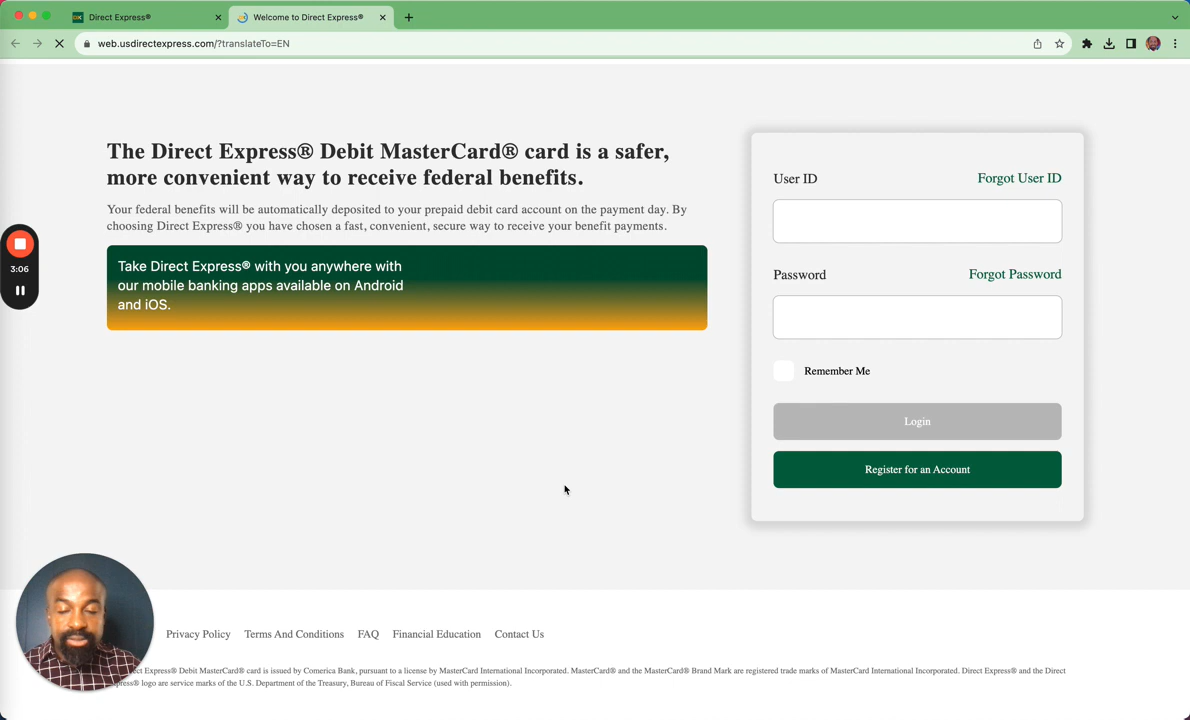 Direct Express®
Welcome to Direct Express®
web.usdirectexpress.com/?translateTo=EN
The Direct Express® Debit MasterCard® card is a safer,
more convenient way to receive federal benefits.
Your federal benefits will be automatically deposited to your prepaid debit card account on the payment day. By
choosing Direct Express® you have chosen a fast, convenient, secure way to receive your benefit payments.
Take Direct Express® with you anywhere with
our mobile banking apps available on Android
and iOS.
3:06
User ID
Forgot User ID
Password
Forgot Password
Remember Me
Login
Register for an Account
Privacy Policy Terms And Conditions FAQ Financial Education Contact Us
Express® Debit MasterCard® card is issued by Comerica Bank, pursuant to a license by MasterCard International Incorporated. MasterCard® and the MasterCard® Brand Mark are registered trade marks of MasterCard International Incorporated. Direct Express® and the Direct
logo are service marks of the U.S. Department of the Treasury, Bureau of Fiscal Service (used with permission).